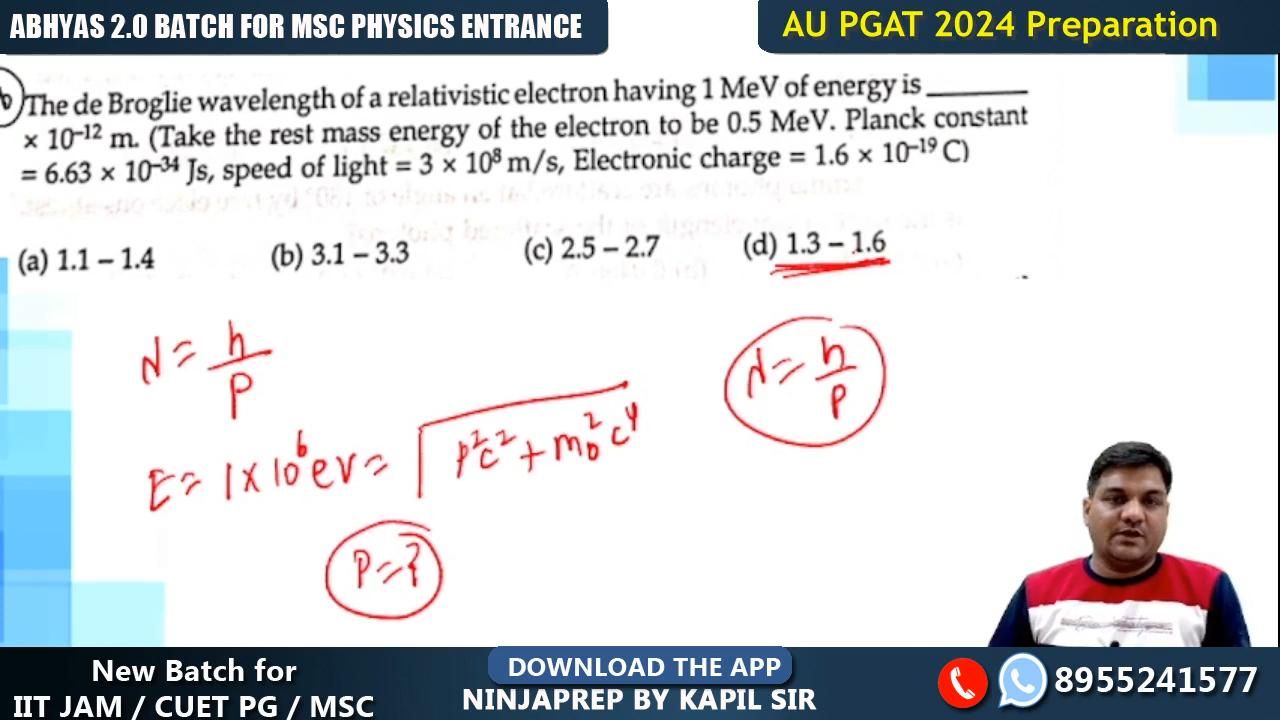 ABHYAS 2.0 BATCH FOR MSC PHYSICS ENTRANCE
AU PGAT 2024 Preparation
The de Broglie wavelength of a relativistic electron having 1 MeV of energy is ________
× 10⁻¹² m. (Take the rest mass energy of the electron to be 0.5 MeV. Planck constant
= 6.63 × 10⁻³⁴ Js, speed of light = 3 × 10⁸ m/s, Electronic charge = 1.6 × 10⁻¹⁹ C)
(a) 1.1 – 1.4 (b) 3.1 – 3.3 (c) 2.5 – 2.7 (d) 1.3 – 1.6
λ = h/p
λ = h/p
E = 1 × 10⁶ eV = √(p²c² + m₀²c⁴)
P = ?
New Batch for
IIT JAM / CUET PG / MSC
DOWNLOAD THE APP
NINJAPREP BY KAPIL SIR
8955241577